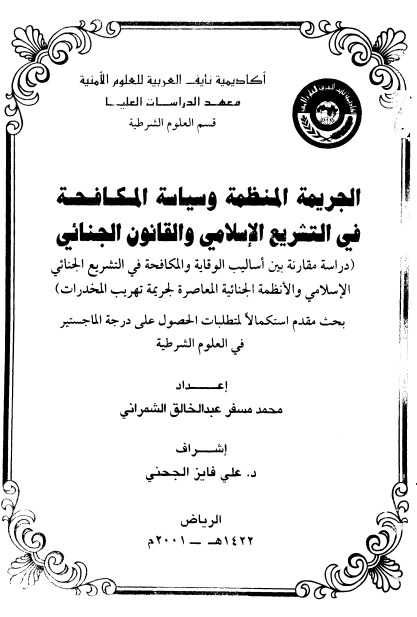 أكاديمية نايف العربية للعلوم الأمنية
معهد الدراسات العليا
قسم العلوم الشرطية
الجريمة المنظمة وسياسة المكافحة
في التشريع الإسلامي والقانون الجنائي
(دراسة مقارنة بين أساليب الوقاية والمكافحة في التشريع الجنائي
الإسلامي والأنظمة الجنائية المعاصرة لجريمة تهريب المخدرات)
بحث مقدم استكمالاً لمتطلبات الحصول على درجة الماجستير
في العلوم الشرطية
إعداد
محمد مسفر عبدالخالق الشمراني
إشراف
د. علي فايز الجحني
الرياض
١٤٢٢هـ - ٢٠٠١م